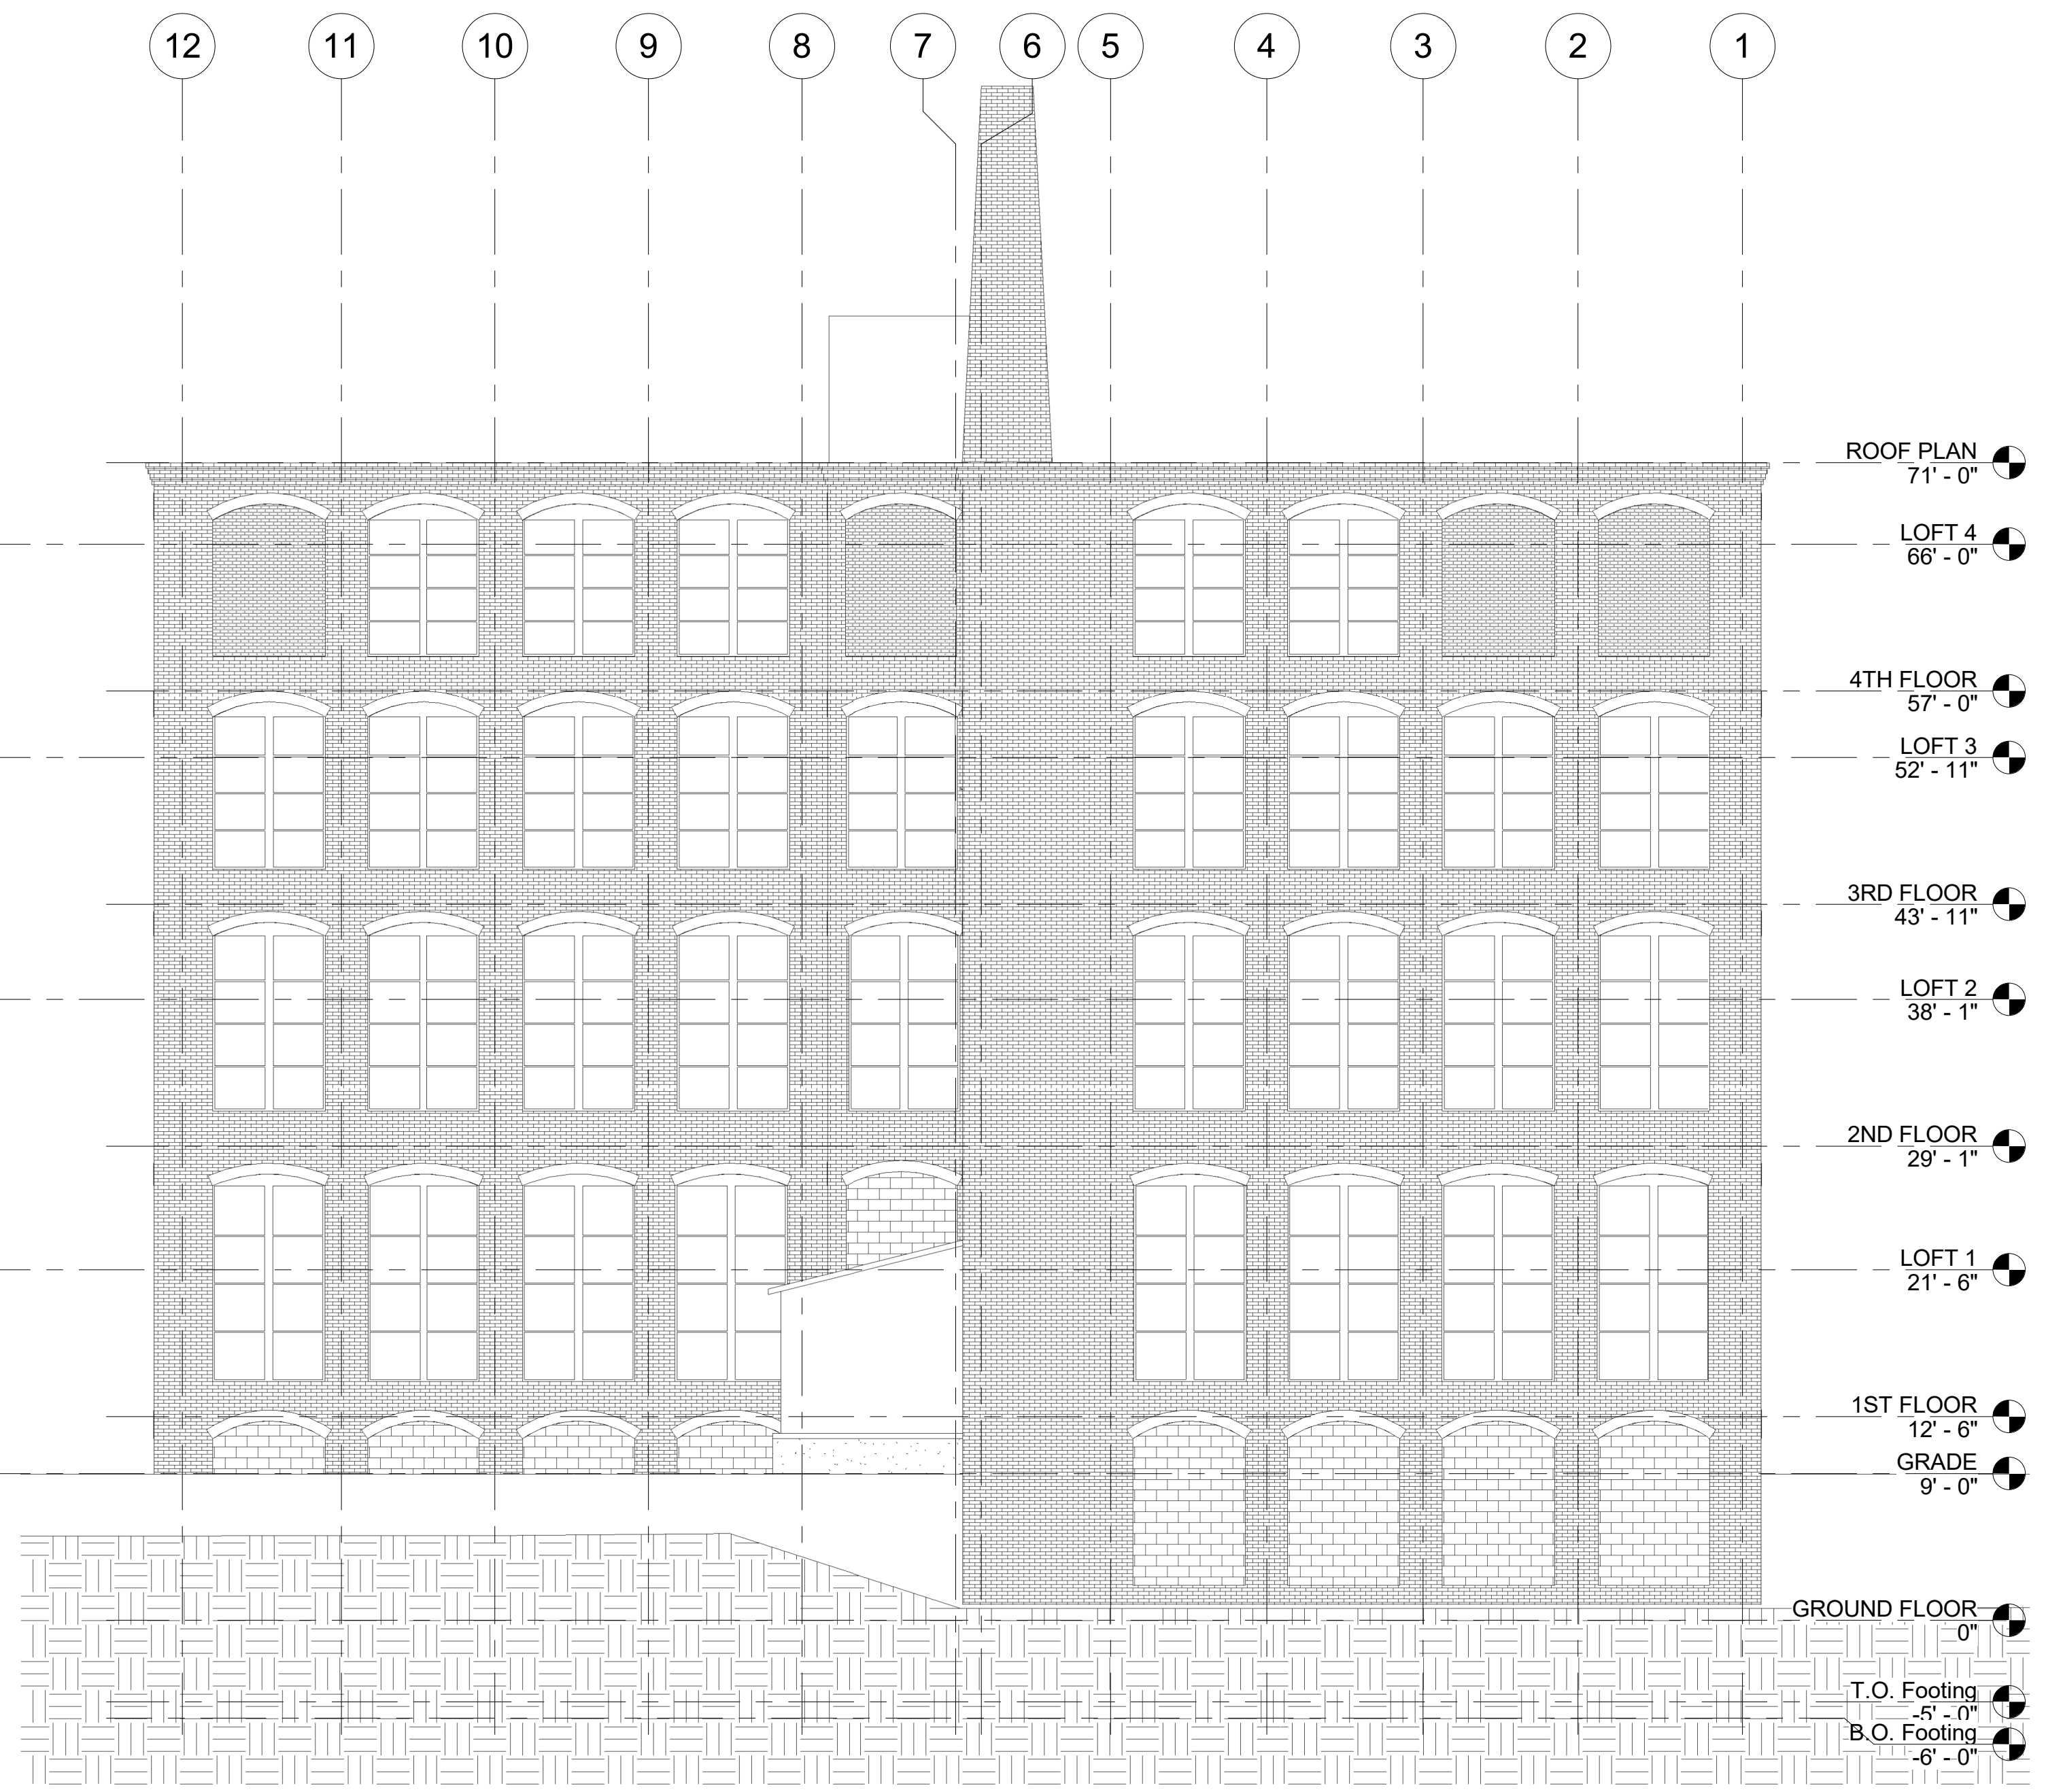 12 11 10 9 8 7 6 5 4 3 2 1
ROOF PLAN
71' - 0"
LOFT 4
66' - 0"
4TH FLOOR
57' - 0"
LOFT 3
52' - 11"
3RD FLOOR
43' - 11"
LOFT 2
38' - 1"
2ND FLOOR
29' - 1"
LOFT 1
21' - 6"
1ST FLOOR
12' - 6"
GRADE
9' - 0"
GROUND FLOOR
0"
T.O. Footing
-5' - 0"
B.O. Footing
-6' - 0"